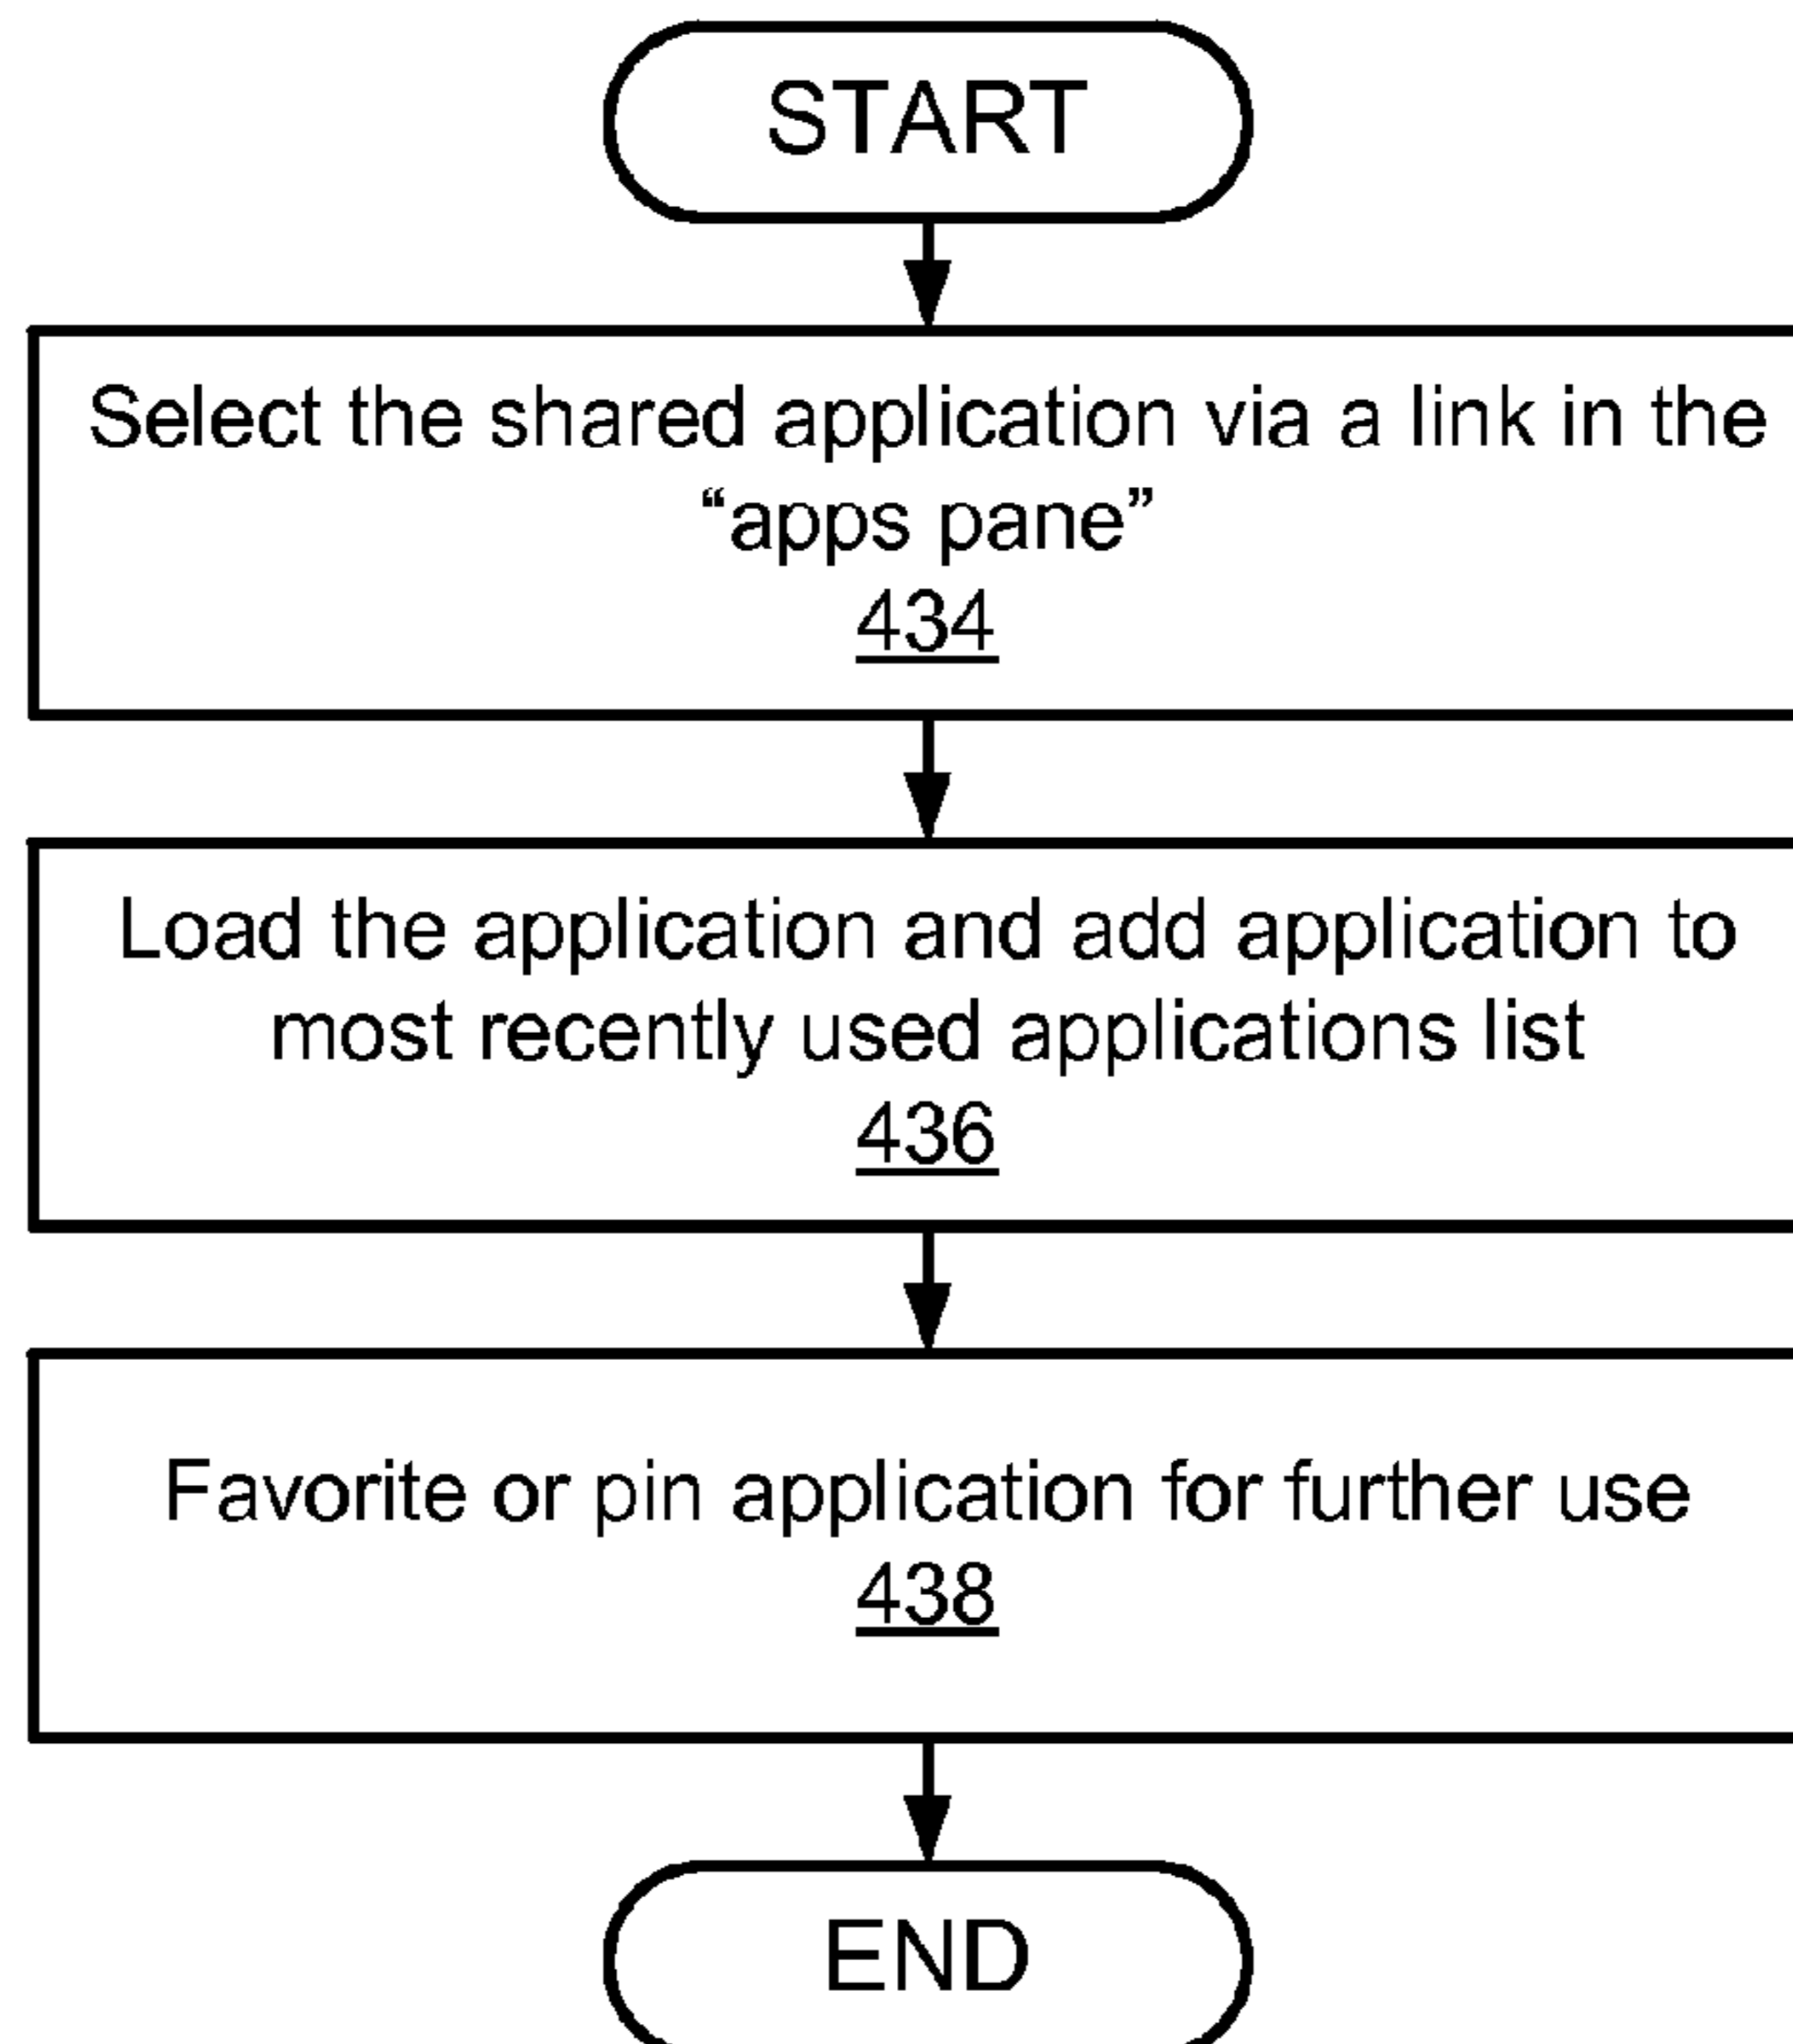 START
Select the shared application via a link in the
“apps pane”
434
Load the application and add application to
most recently used applications list
436
Favorite or pin application for further use
438
END